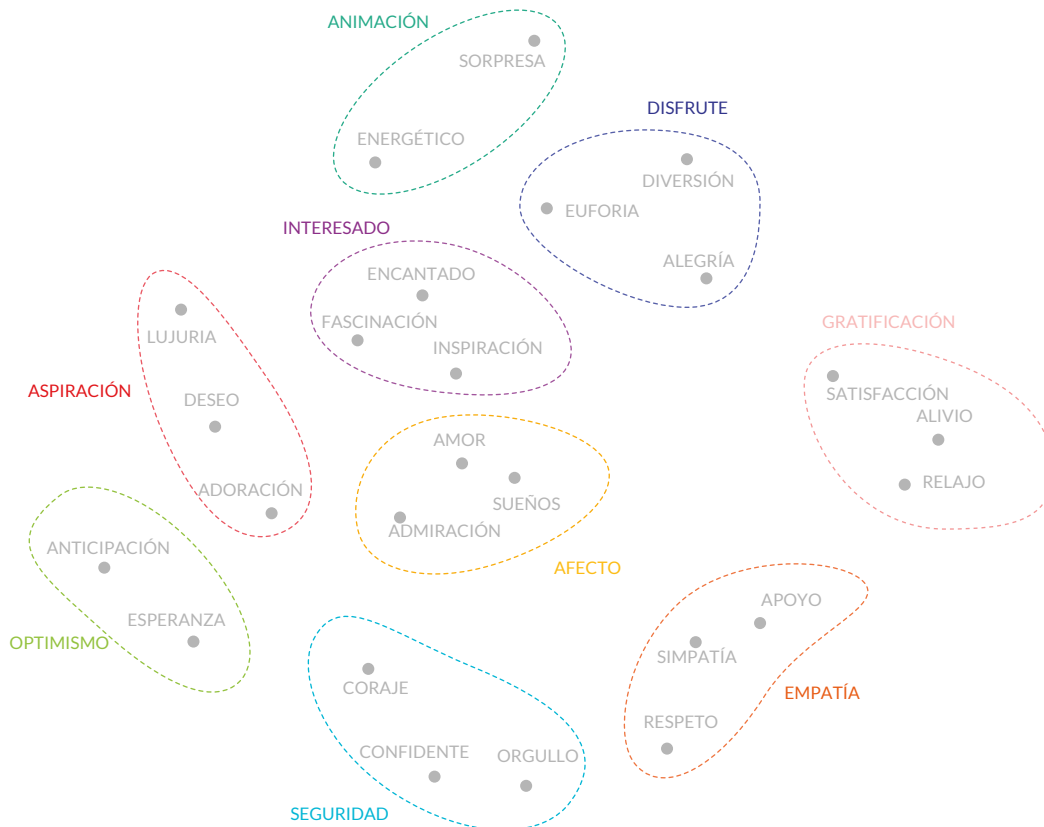 ANIMACIÓN
SORPRESA
ENERGÉTICO
DISFRUTE
DIVERSIÓN
EUFORIA
ALEGRÍA
INTERESADO
ENCANTADO
FASCINACIÓN
INSPIRACIÓN
LUJURIA
ASPIRACIÓN
DESEO
ADORACIÓN
GRATIFICACIÓN
SATISFACCIÓN
ALIVIO
RELAJO
AMOR
SUEÑOS
ADMIRACIÓN
AFECTO
ANTICIPACIÓN
ESPERANZA
OPTIMISMO
APOYO
SIMPATÍA
EMPATÍA
RESPETO
CORAJE
CONFIDENTE
ORGULLO
SEGURIDAD